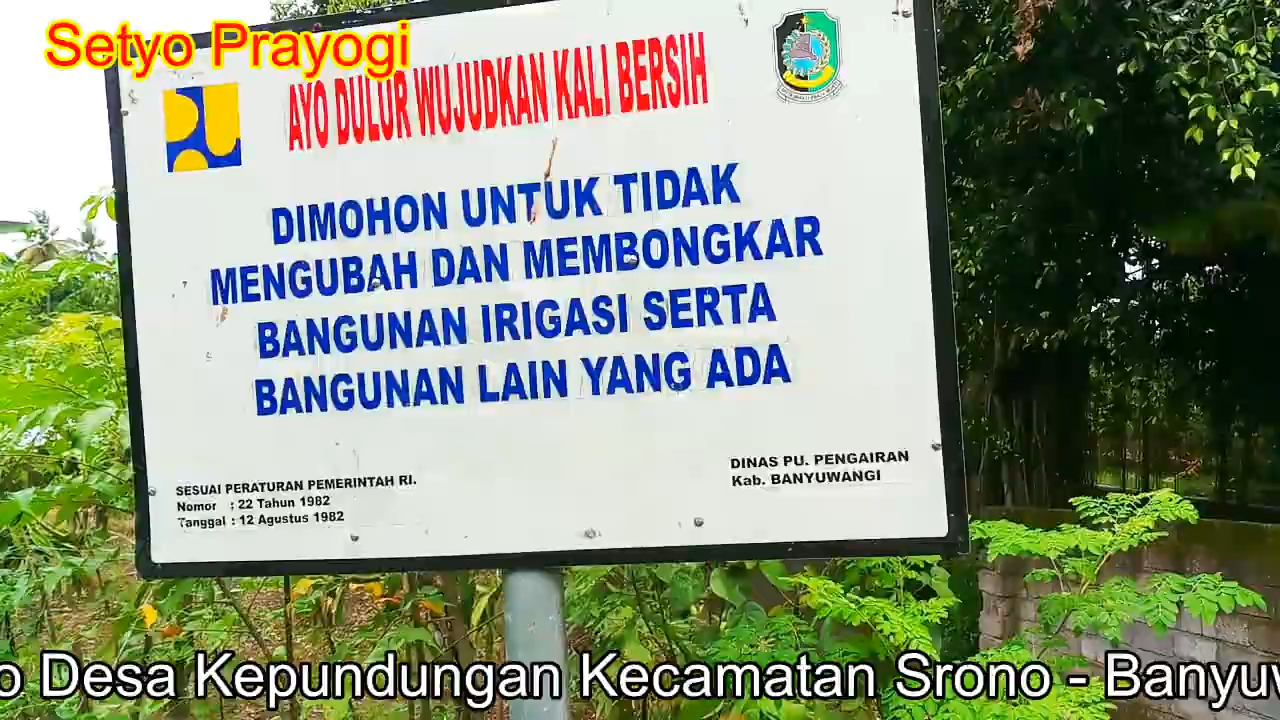 Setyo Prayogi
AYO DULUR WUJUDKAN KALI BERSIH
DIMOHON UNTUK TIDAK
MENGUBAH DAN MEMBONGKAR
BANGUNAN IRIGASI SERTA
BANGUNAN LAIN YANG ADA
SESUAI PERATURAN PEMERINTAH RI.
Nomor : 22 Tahun 1982
Tanggal : 12 Agustus 1982
DINAS PU. PENGAIRAN
Kab. BANYUWANGI
Desa Kepundungan Kecamatan Srono -